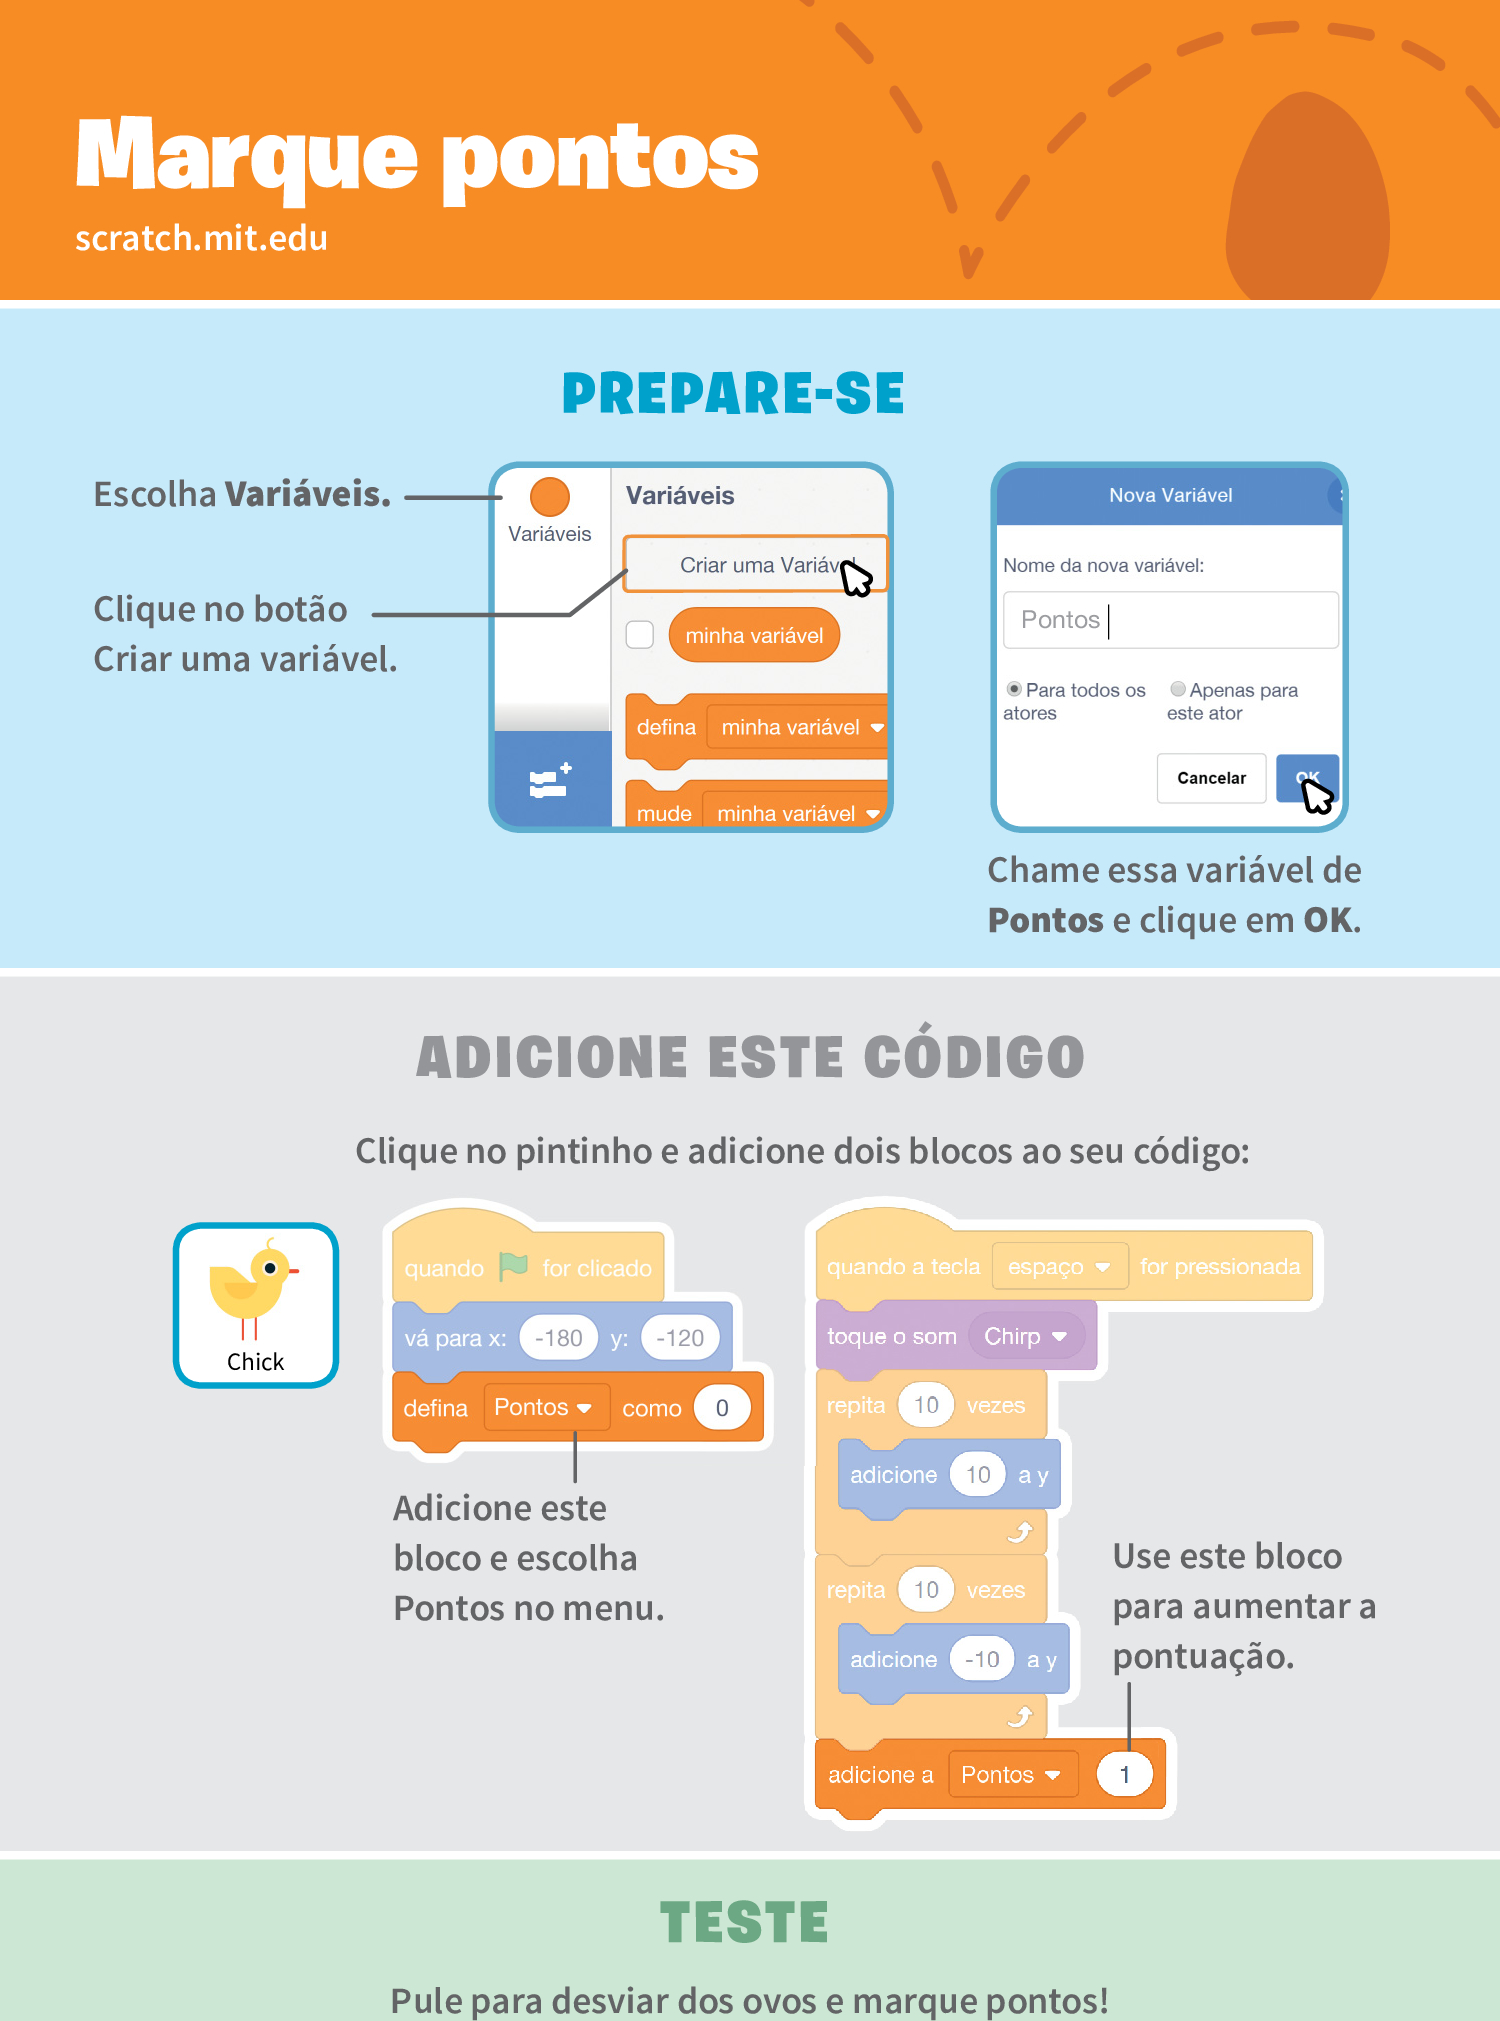 Marque pontos
scratch.mit.edu
PREPARE-SE
Escolha Variáveis.
Clique no botão
Criar uma variável.
Variáveis
Variáveis
Criar uma Variáv
minha variável
defina minha variável
mude minha variável
Nova Variável
Nome da nova variável:
Pontos
Para todos os
atores
Apenas para
este ator
Cancelar
OK
Chame essa variável de
Pontos e clique em OK.
ADICIONE ESTE CÓDIGO
Clique no pintinho e adicione dois blocos ao seu código:
Chick
quando for clicado
vá para x: -180 y: -120
defina Pontos como 0
Adicione este
bloco e escolha
Pontos no menu.
quando a tecla espaço for pressionada
toque o som Chirp
repita 10 vezes
adicione 10 a y
repita 10 vezes
adicione -10 a y
adicione a Pontos 1
Use este bloco
para aumentar a
pontuação.
TESTE
Pule para desviar dos ovos e marque pontos!